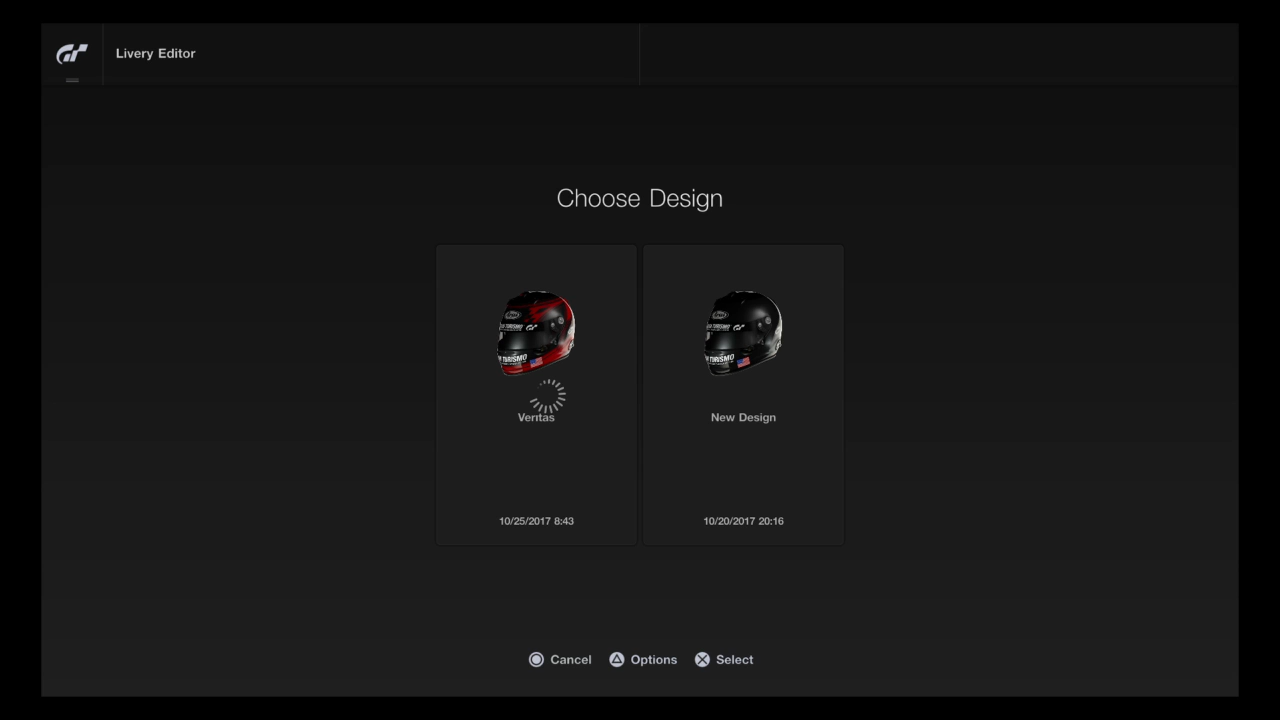 GT
Livery Editor
Choose Design
Veritas
New Design
10/25/2017 8:43
10/20/2017 20:16
Cancel
Options
Select